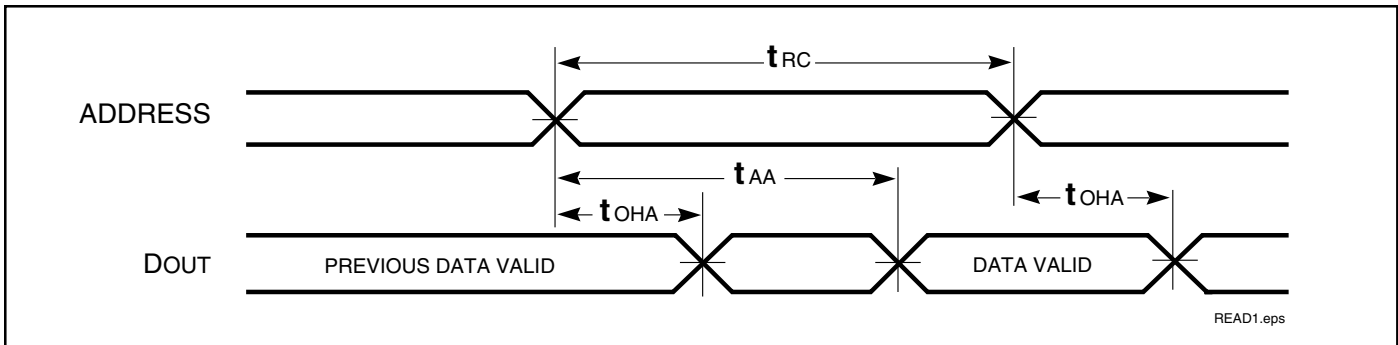 tRC
ADDRESS
tAA
tOHA
tOHA
DOUT
PREVIOUS DATA VALID
DATA VALID
READ1.eps